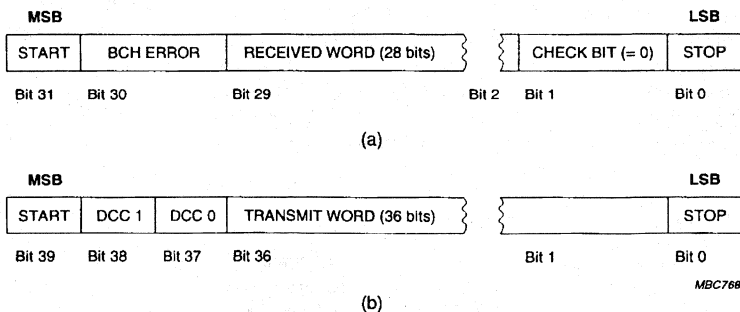 MSB LSB
START BCH ERROR RECEIVED WORD (28 bits) CHECK BIT (= 0) STOP
Bit 31 Bit 30 Bit 29 Bit 2 Bit 1 Bit 0
(a)
MSB LSB
START DCC 1 DCC 0 TRANSMIT WORD (36 bits) STOP
Bit 39 Bit 38 Bit 37 Bit 36 Bit 1 Bit 0
MBC768
(b)